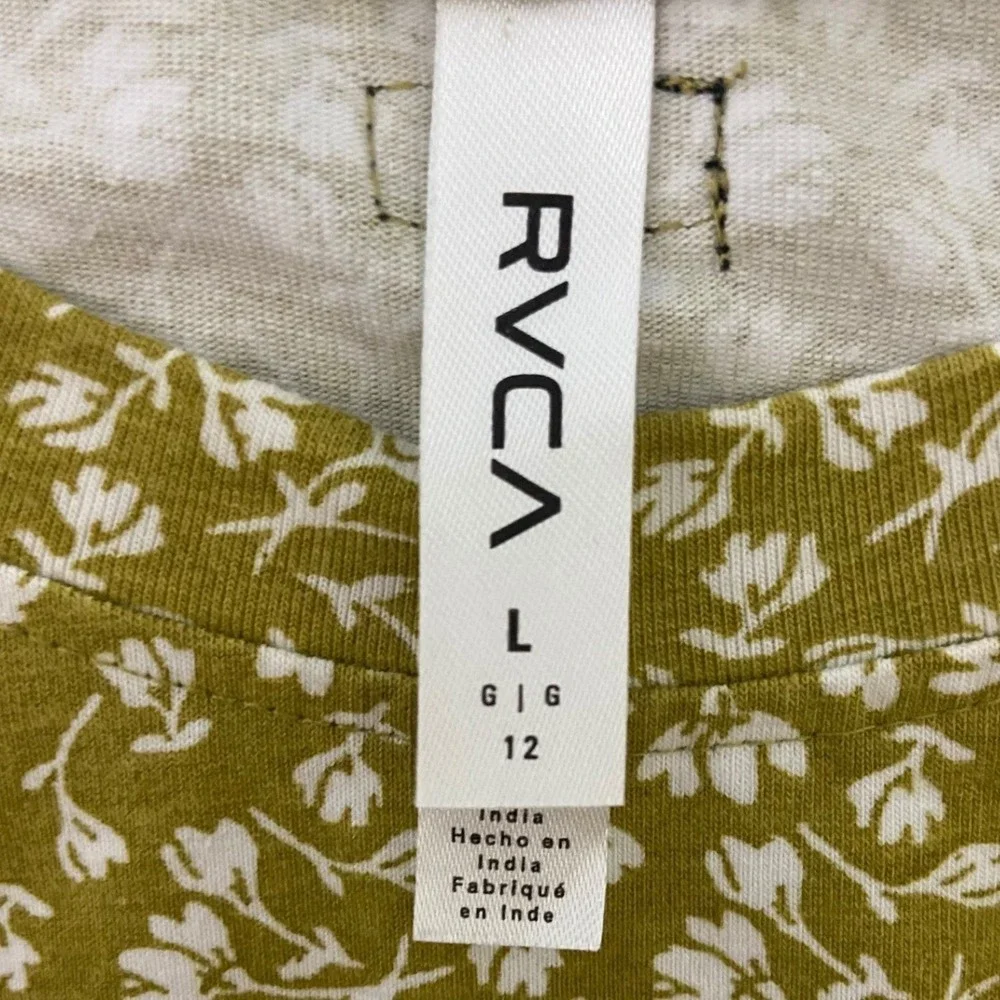 RVCA
L
G | G
12
India
Hecho en
India
Fabriqué
en Inde